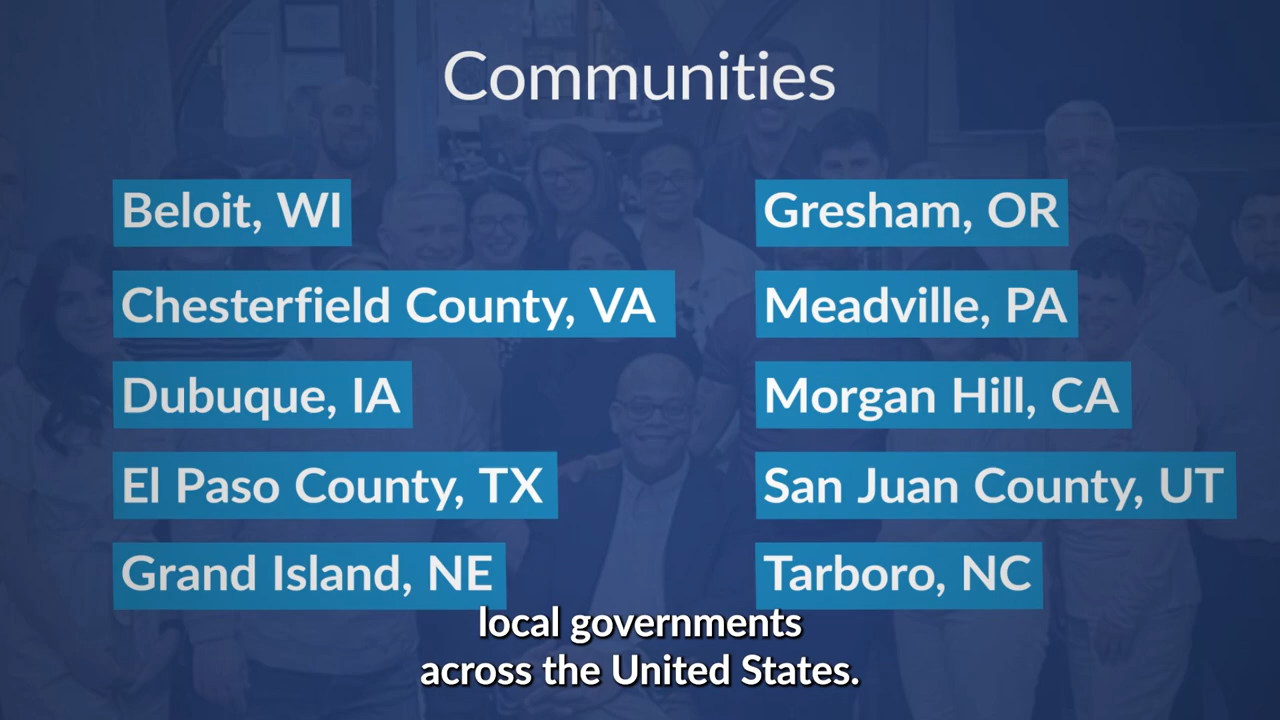 Communities
Beloit, WI
Chesterfield County, VA
Dubuque, IA
El Paso County, TX
Grand Island, NE
Gresham, OR
Meadville, PA
Morgan Hill, CA
San Juan County, UT
Tarboro, NC
local governments
across the United States.